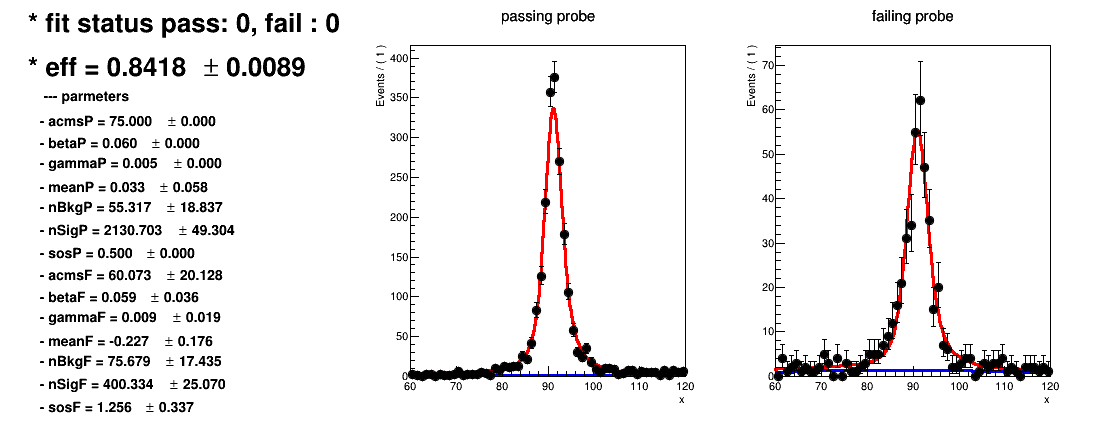 * fit status pass: 0, fail : 0
* eff = 0.8418 ± 0.0089
--- parmeters
- acmsP = 75.000 ± 0.000
- betaP = 0.060 ± 0.000
- gammaP = 0.005 ± 0.000
- meanP = 0.033 ± 0.058
- nBkgP = 55.317 ± 18.837
- nSigP = 2130.703 ± 49.304
- sosP = 0.500 ± 0.000
- acmsF = 60.073 ± 20.128
- betaF = 0.059 ± 0.036
- gammaF = 0.009 ± 0.019
- meanF = -0.227 ± 0.176
- nBkgF = 75.679 ± 17.435
- nSigF = 400.334 ± 25.070
- sosF = 1.256 ± 0.337
passing probe
Events / ( 1 )
400
350
300
250
200
150
100
50
0
60 70 80 90 100 110 120
x
failing probe
Events / ( 1 )
70
60
50
40
30
20
10
0
60 70 80 90 100 110 120
x